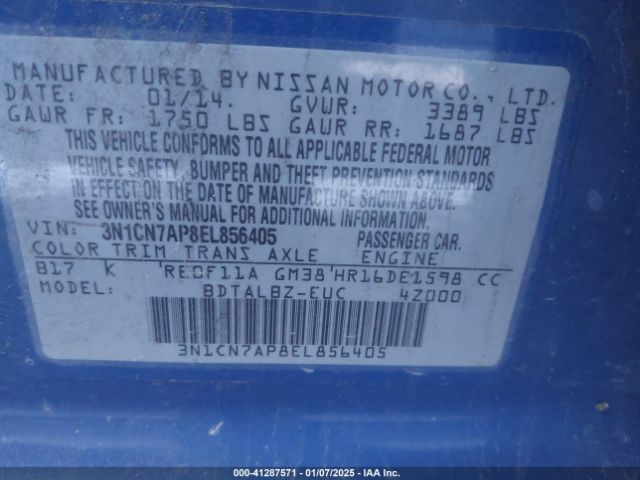 MANUFACTURED BY NISSAN MOTOR CO., LTD.
DATE: 01/14. GVWR: 3389 LBS
GAWR FR: 1750 LBS GAWR RR: 1687 LBS
THIS VEHICLE CONFORMS TO ALL APPLICABLE FEDERAL MOTOR
VEHICLE SAFETY, BUMPER AND THEFT PREVENTION STANDARDS
IN EFFECT ON THE DATE OF MANUFACTURE SHOWN ABOVE.
SEE OWNER'S MANUAL FOR ADDITIONAL INFORMATION.
VIN: 3N1CN7AP8EL856405 PASSENGER CAR.
COLOR TRIM TRANS AXLE ENGINE
B17 K RE0F11A GM38 HR16DE1598 CC
MODEL: BDTALBZ-EUC 4Z000
3N1CN7AP8EL856405
000-41287571 | 01/07/2025 | IAA Inc.